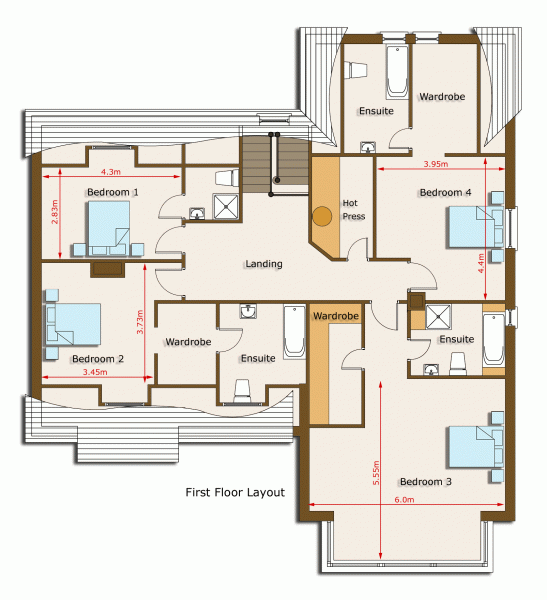 Ensuite
Wardrobe
4.3m
3.95m
Bedroom 1
Bedroom 4
2.83m
Hot
Press
Landing
4.4m
3.73m
Wardrobe
Ensuite
Bedroom 2
Wardrobe
Ensuite
3.45m
5.55m
Bedroom 3
First Floor Layout
6.0m